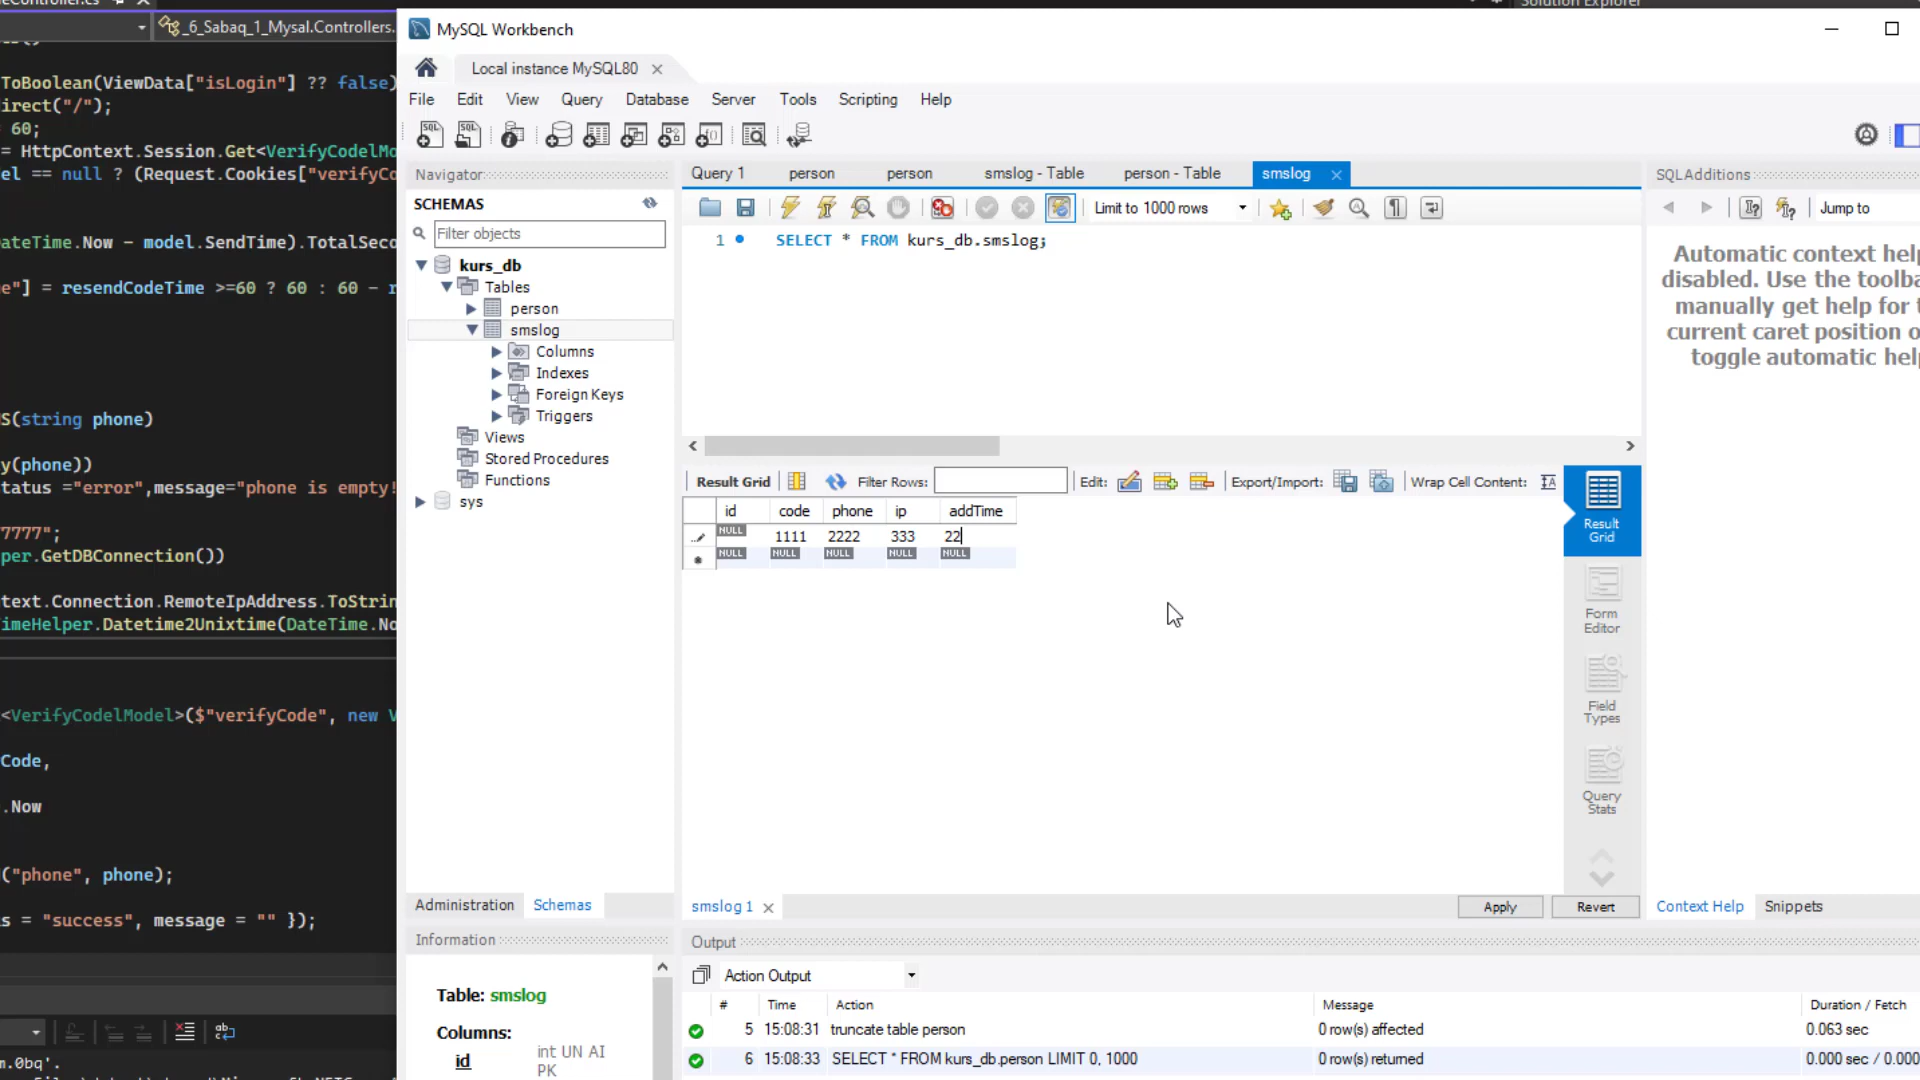 Solution Explorer
_6_Sabaq_1_Mysal.Controllers.
ToBoolean(ViewData["isLogin"] ?? false)
direct("/");
= 60;
= HttpContext.Session.Get<VerifyCodelMo
el == null ? (Request.Cookies["verifyCo
DateTime.Now - model.SendTime).TotalSeco
e"] = resendCodeTime >=60 ? 60 : 60 - r
MS(string phone)
y(phone))
tatus ="error",message="phone is empty!
7777";
per.GetDBConnection())
text.Connection.RemoteIpAddress.ToStrin
imeHelper.Datetime2Unixtime(DateTime.No
<VerifyCodelModel>($"verifyCode", new V
Code,
.Now
("phone", phone);
s = "success", message = "" });
m.0bq'.
MySQL Workbench
Local instance MySQL80
File Edit View Query Database Server Tools Scripting Help
Navigator
SCHEMAS
Filter objects
kurs_db
Tables
person
smslog
Columns
Indexes
Foreign Keys
Triggers
Views
Stored Procedures
Functions
sys
Administration Schemas
Information
Table: smslog
Columns:
id int UN AI
PK
Query 1 person person smslog - Table person - Table smslog
Limit to 1000 rows
1 SELECT * FROM kurs_db.smslog;
Result Grid Filter Rows: Edit: Export/Import: Wrap Cell Content:
id code phone ip addTime
NULL 1111 2222 333 22
NULL NULL NULL NULL NULL
Result
Grid
Form
Editor
Field
Types
Query
Stats
smslog 1 Apply Revert
Output
Action Output
# Time Action Message Duration / Fetch
5 15:08:31 truncate table person 0 row(s) affected 0.063 sec
6 15:08:33 SELECT * FROM kurs_db.person LIMIT 0, 1000 0 row(s) returned 0.000 sec / 0.000
SQLAdditions
Jump to
Automatic context help
disabled. Use the toolba
manually get help for t
current caret position o
toggle automatic help
Context Help Snippets